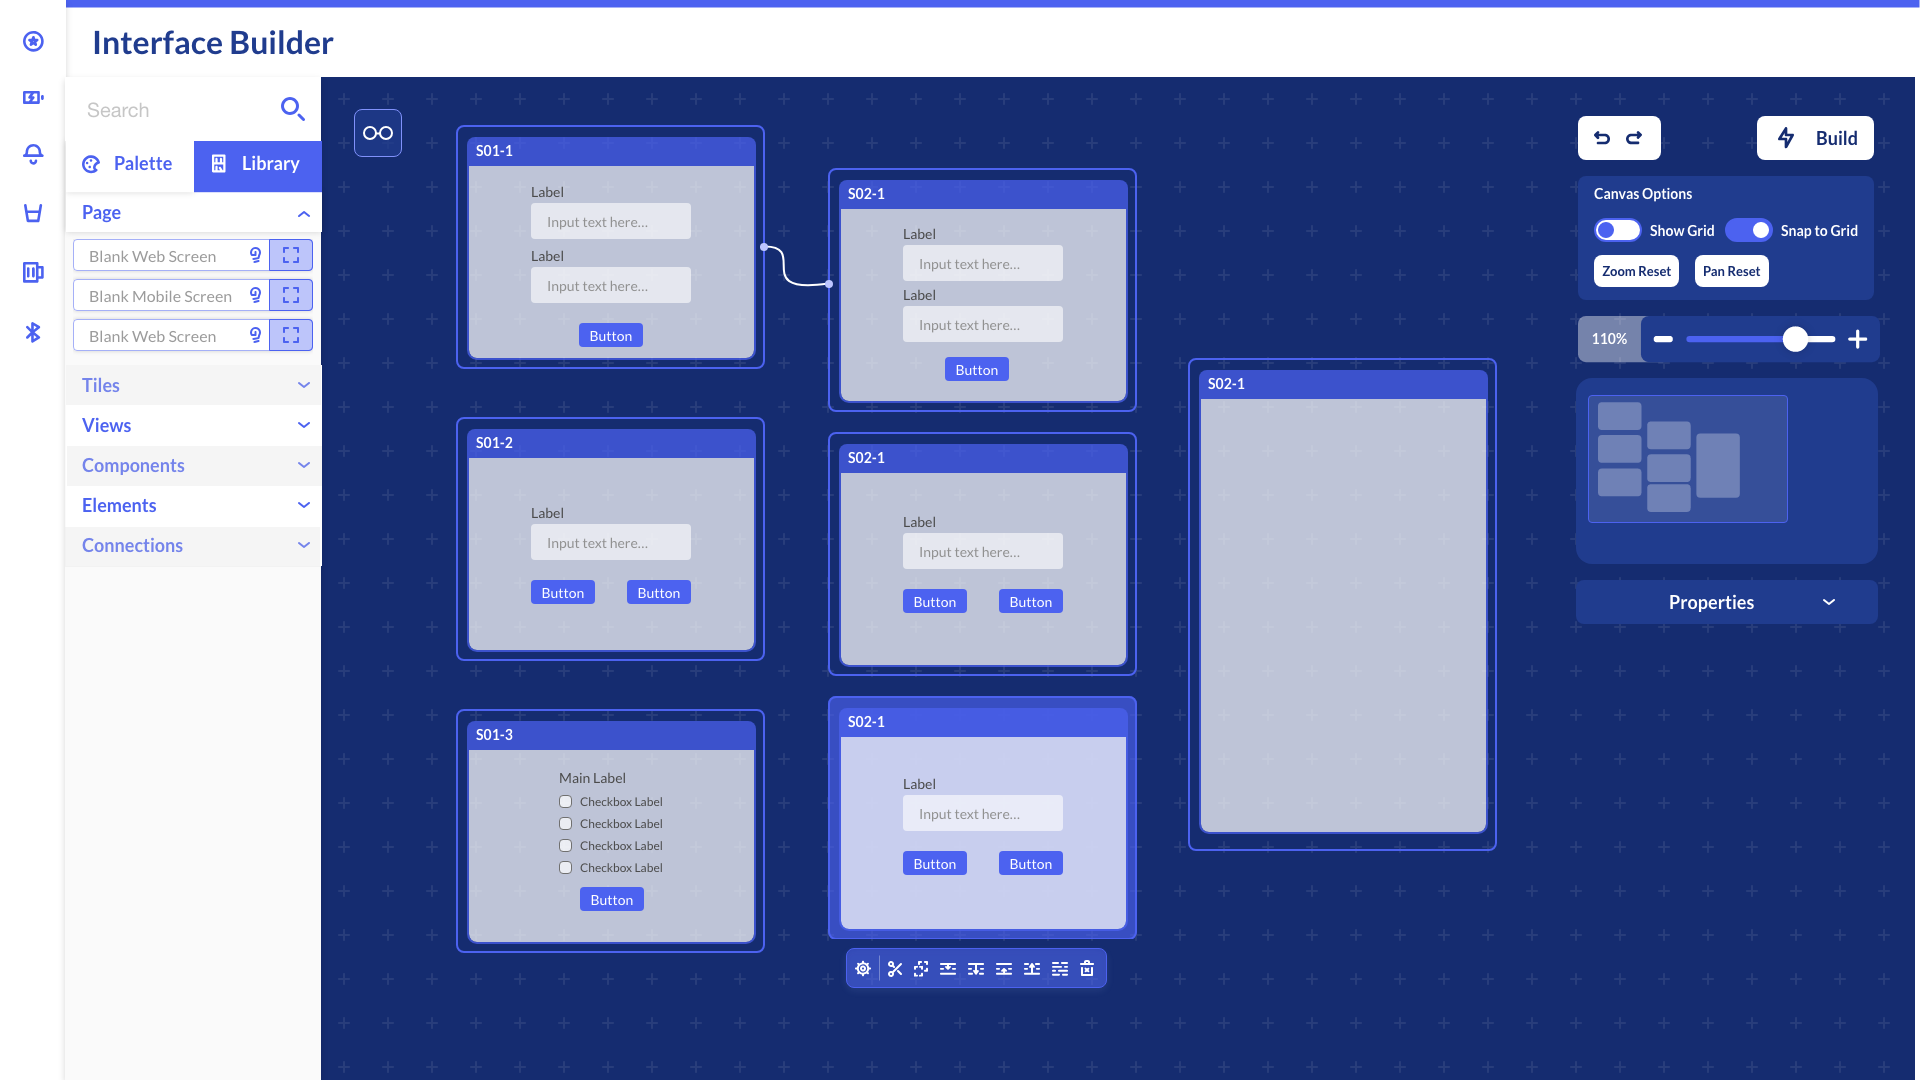 Interface Builder
Search
Palette
Library
Page
Blank Web Screen
Blank Mobile Screen
Blank Web Screen
Tiles
Views
Components
Elements
Connections
S01-1
Label
Input text here...
Label
Input text here...
Button
S01-2
Label
Input text here...
Button Button
S01-3
Main Label
Checkbox Label
Checkbox Label
Checkbox Label
Checkbox Label
Button
S02-1
Label
Input text here...
Label
Input text here...
Button
S02-1
Label
Input text here...
Button Button
S02-1
Label
Input text here...
Button Button
S02-1
Build
Canvas Options
Show Grid Snap to Grid
Zoom Reset Pan Reset
110%
Properties